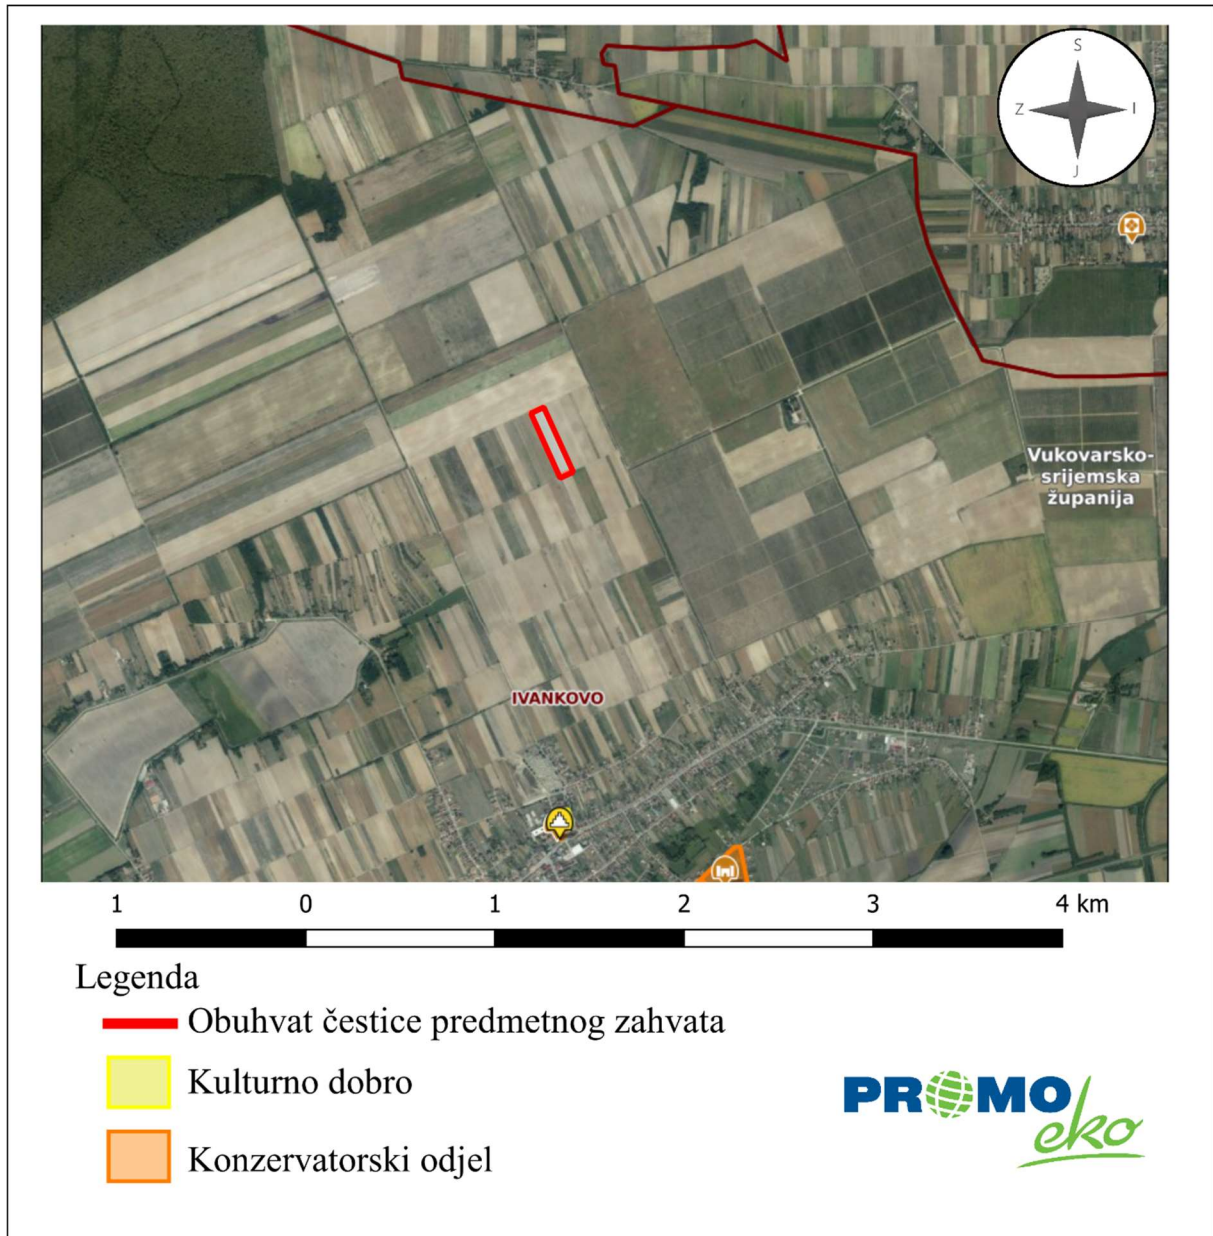 S
Z
I
J
Vukovarsko-
srijemska
županija
IVANKOVO
1 0 1 2 3 4 km
Legenda
Obuhvat čestice predmetnog zahvata
Kulturno dobro
Konzervatorski odjel
PROMO
eko